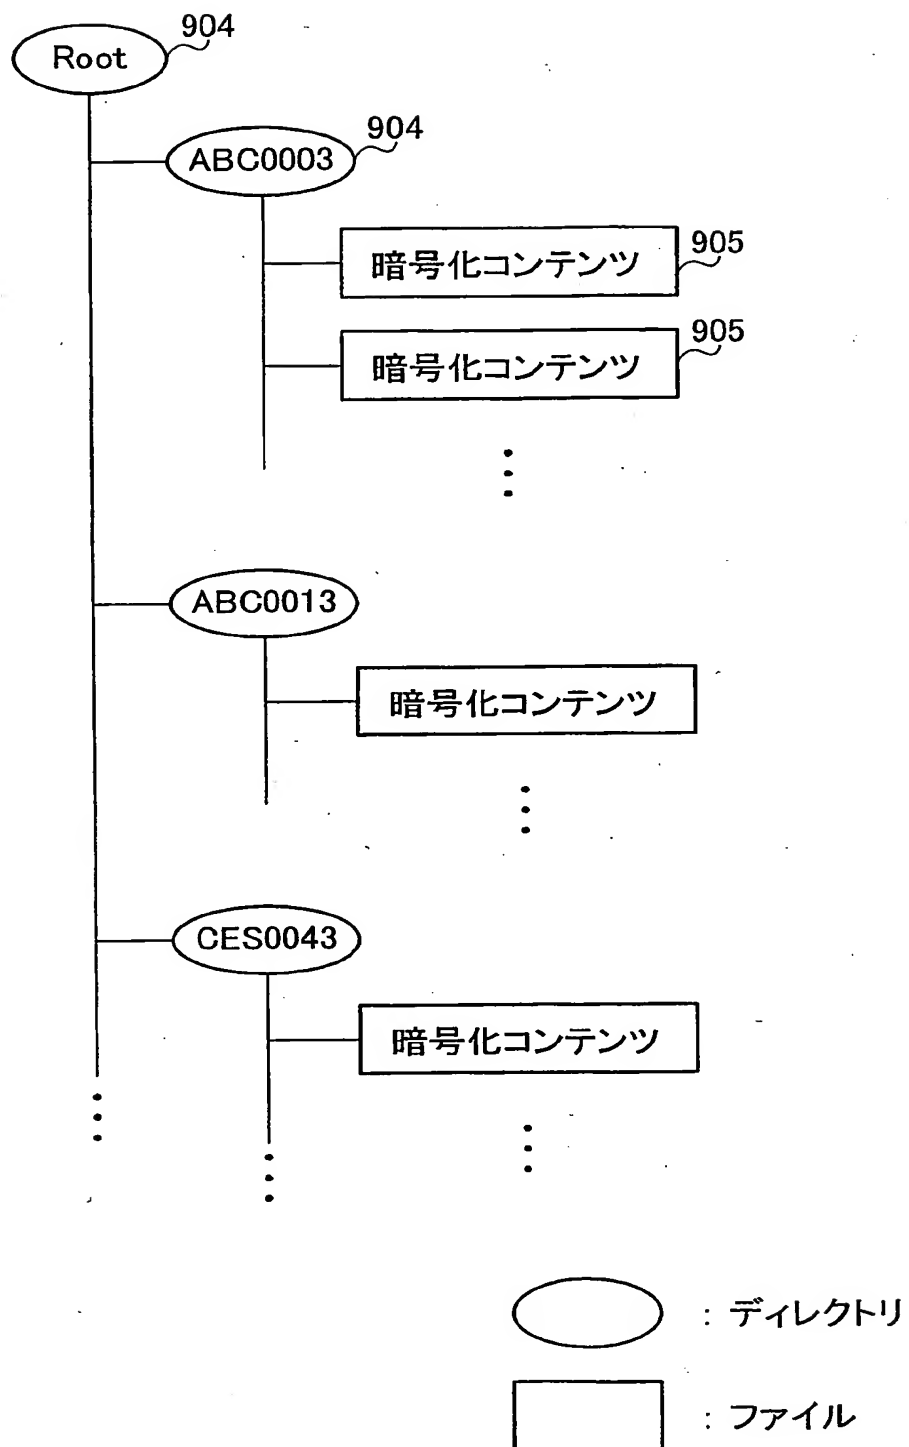 904
Root
904
ABC0003
905
暗号化コンテンツ
905
暗号化コンテンツ
ABC0013
暗号化コンテンツ
CES0043
暗号化コンテンツ
: ディレクトリ
: ファイル